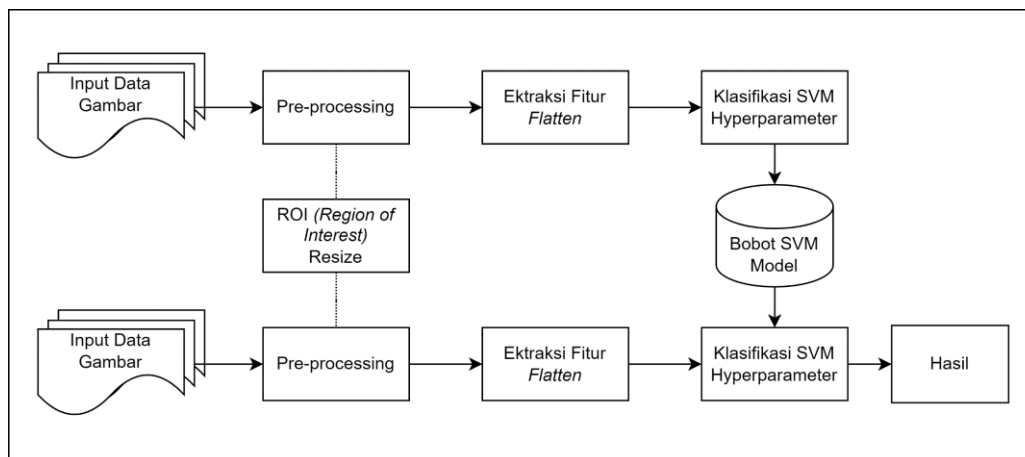 Input Data
Gambar
Pre-processing
Ektraksi Fitur
Flatten
Klasifikasi SVM
Hyperparameter
ROI (Region of
Interest)
Resize
Bobot SVM
Model
Input Data
Gambar
Pre-processing
Ektraksi Fitur
Flatten
Klasifikasi SVM
Hyperparameter
Hasil